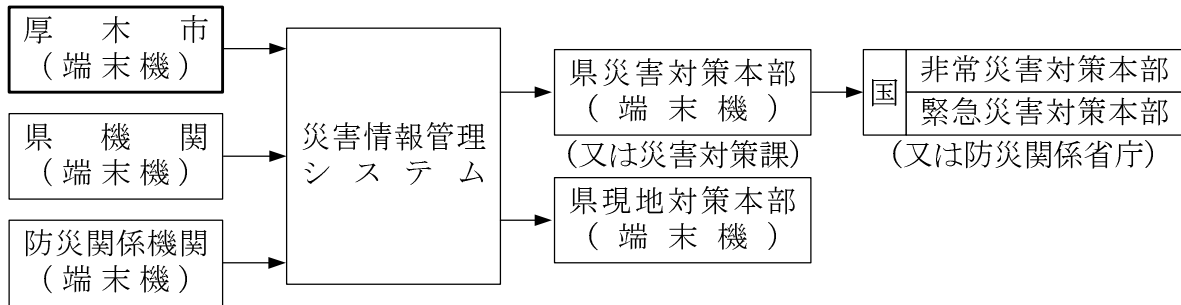 厚木市
(端末機)
県機関
(端末機)
防災関係機関
(端末機)
災害情報管理
システム
県災害対策本部
(端末機)
(又は災害対策課)
県現地対策本部
(端末機)
国
非常災害対策本部
緊急災害対策本部
(又は防災関係省庁)